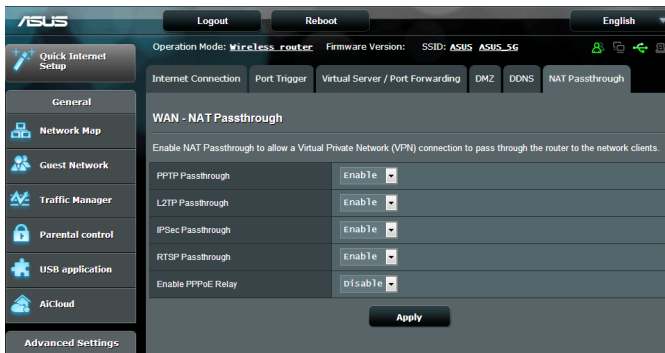 ASUS
Logout
Reboot
English
Quick Internet Setup
Operation Mode: Wireless router Firmware Version: SSID: ASUS ASUS_5G
Internet Connection
Port Trigger
Virtual Server / Port Forwarding
DMZ
DDNS
NAT Passthrough
General
Network Map
Guest Network
Traffic Manager
Parental control
USB application
AiCloud
Advanced Settings
WAN - NAT Passthrough
Enable NAT Passthrough to allow a Virtual Private Network (VPN) connection to pass through the router to the network clients.
PPTP Passthrough Enable
L2TP Passthrough Enable
IPSec Passthrough Enable
RTSP Passthrough Enable
Enable PPPoE Relay Disable
Apply